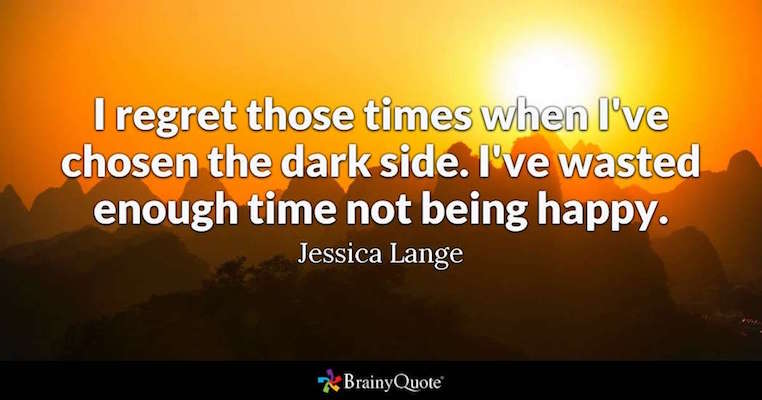 I regret those times when I've
chosen the dark side. I've wasted
enough time not being happy.
Jessica Lange
BrainyQuote®